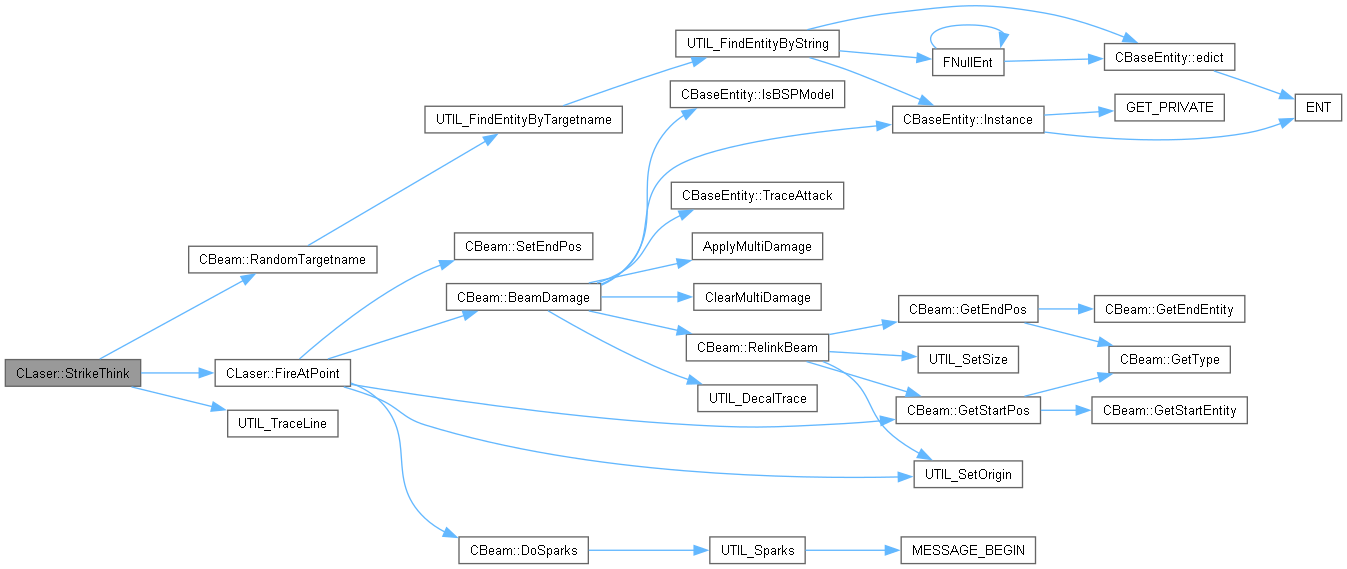 UTIL_FindEntityByString
CBaseEntity::edict
FNullEnt
CBaseEntity::IsBSPModel
GET_PRIVATE
ENT
UTIL_FindEntityByTargetname
CBaseEntity::Instance
CBaseEntity::TraceAttack
CBeam::SetEndPos
ApplyMultiDamage
CBeam::RandomTargetname
CBeam::BeamDamage
ClearMultiDamage
CBeam::GetEndPos
CBeam::GetEndEntity
CBeam::RelinkBeam
UTIL_SetSize
CBeam::GetType
CLaser::StrikeThink
CLaser::FireAtPoint
UTIL_DecalTrace
CBeam::GetStartPos
CBeam::GetStartEntity
UTIL_TraceLine
UTIL_SetOrigin
CBeam::DoSparks
UTIL_Sparks
MESSAGE_BEGIN